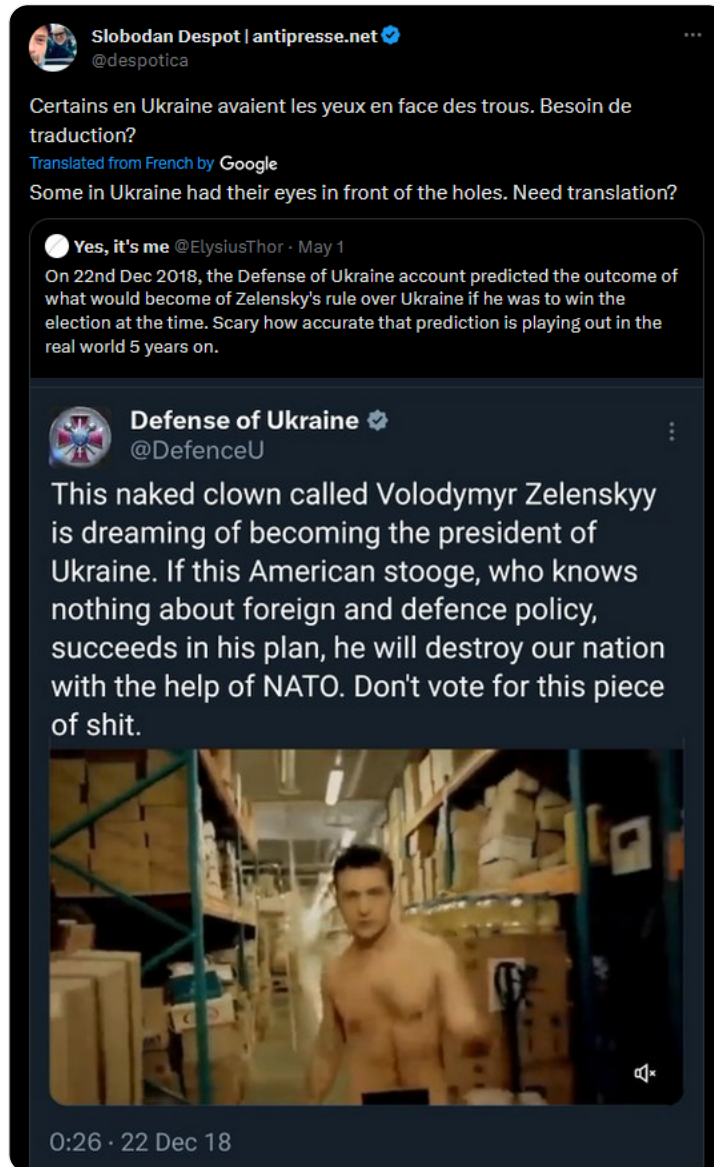 Slobodan Despot | antipresse.net
@despotica
Certains en Ukraine avaient les yeux en face des trous. Besoin de
traduction?
Translated from French by Google
Some in Ukraine had their eyes in front of the holes. Need translation?
Yes, it's me @ElysiusThor · May 1
On 22nd Dec 2018, the Defense of Ukraine account predicted the outcome of
what would become of Zelensky's rule over Ukraine if he was to win the
election at the time. Scary how accurate that prediction is playing out in the
real world 5 years on.
Defense of Ukraine
@DefenceU
This naked clown called Volodymyr Zelenskyy
is dreaming of becoming the president of
Ukraine. If this American stooge, who knows
nothing about foreign and defence policy,
succeeds in his plan, he will destroy our nation
with the help of NATO. Don't vote for this piece
of shit.
0:26 · 22 Dec 18